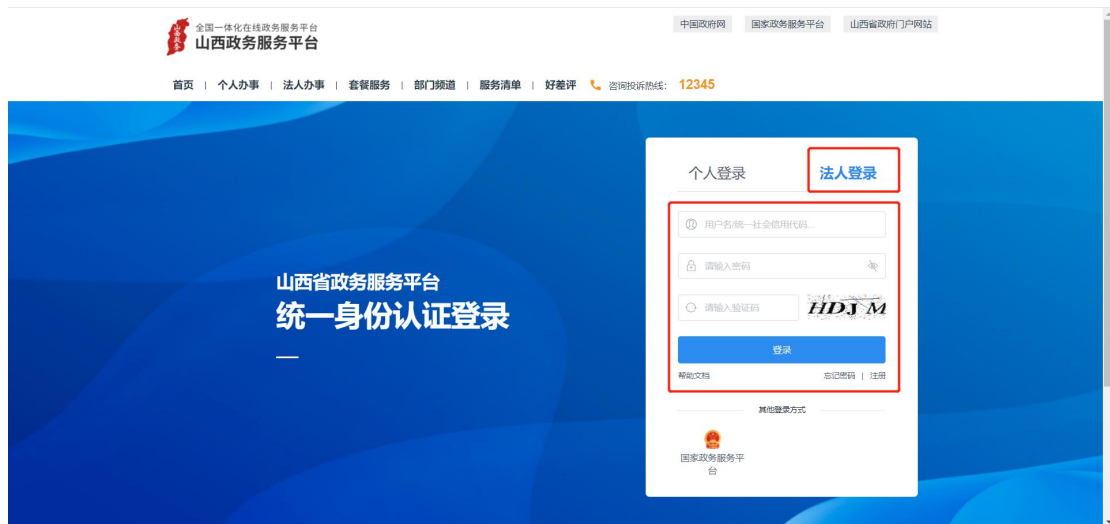 全国一体化在线政务服务平台
山西政务服务平台
中国政府网 国家政务服务平台 山西省政府门户网站
首页 | 个人办事 | 法人办事 | 套餐服务 | 部门频道 | 服务清单 | 好差评 咨询投诉热线: 12345
个人登录 法人登录
用户名/统一社会信用代码...
请输入密码
请输入验证码 HDJM
登录
帮助文档 忘记密码 | 注册
其他登录方式
国家政务服务平
台
山西省政务服务平台
统一身份认证登录